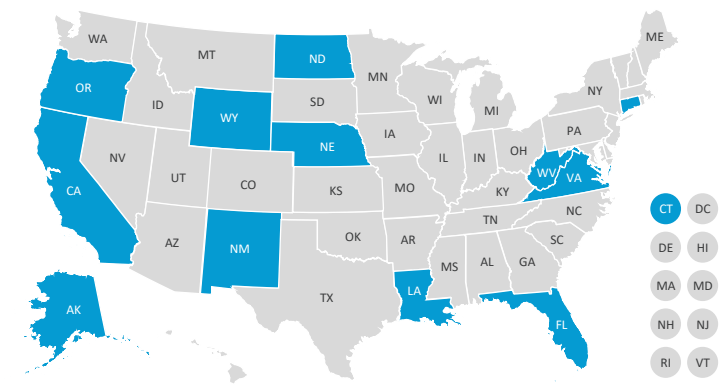 WA
MT
ND
MN
ME
OR
ID
WY
SD
WI
MI
NY
NE
IA
PA
NV
UT
CO
KS
MO
IL
IN
OH
WV
VA
KY
CA
AZ
NM
OK
AR
TN
NC
SC
TX
LA
MS
AL
GA
FL
AK
CT DC
DE HI
MA MD
NH NJ
RI VT